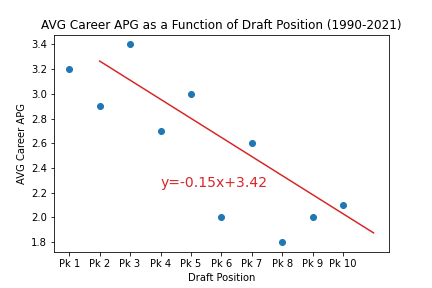 AVG Career APG as a Function of Draft Position (1990-2021)
3.4
3.2
3.0
2.8
2.6
2.4
2.2
2.0
1.8
AVG Career APG
y=-0.15x+3.42
Pk 1 Pk 2 Pk 3 Pk 4 Pk 5 Pk 6 Pk 7 Pk 8 Pk 9 Pk 10
Draft Position